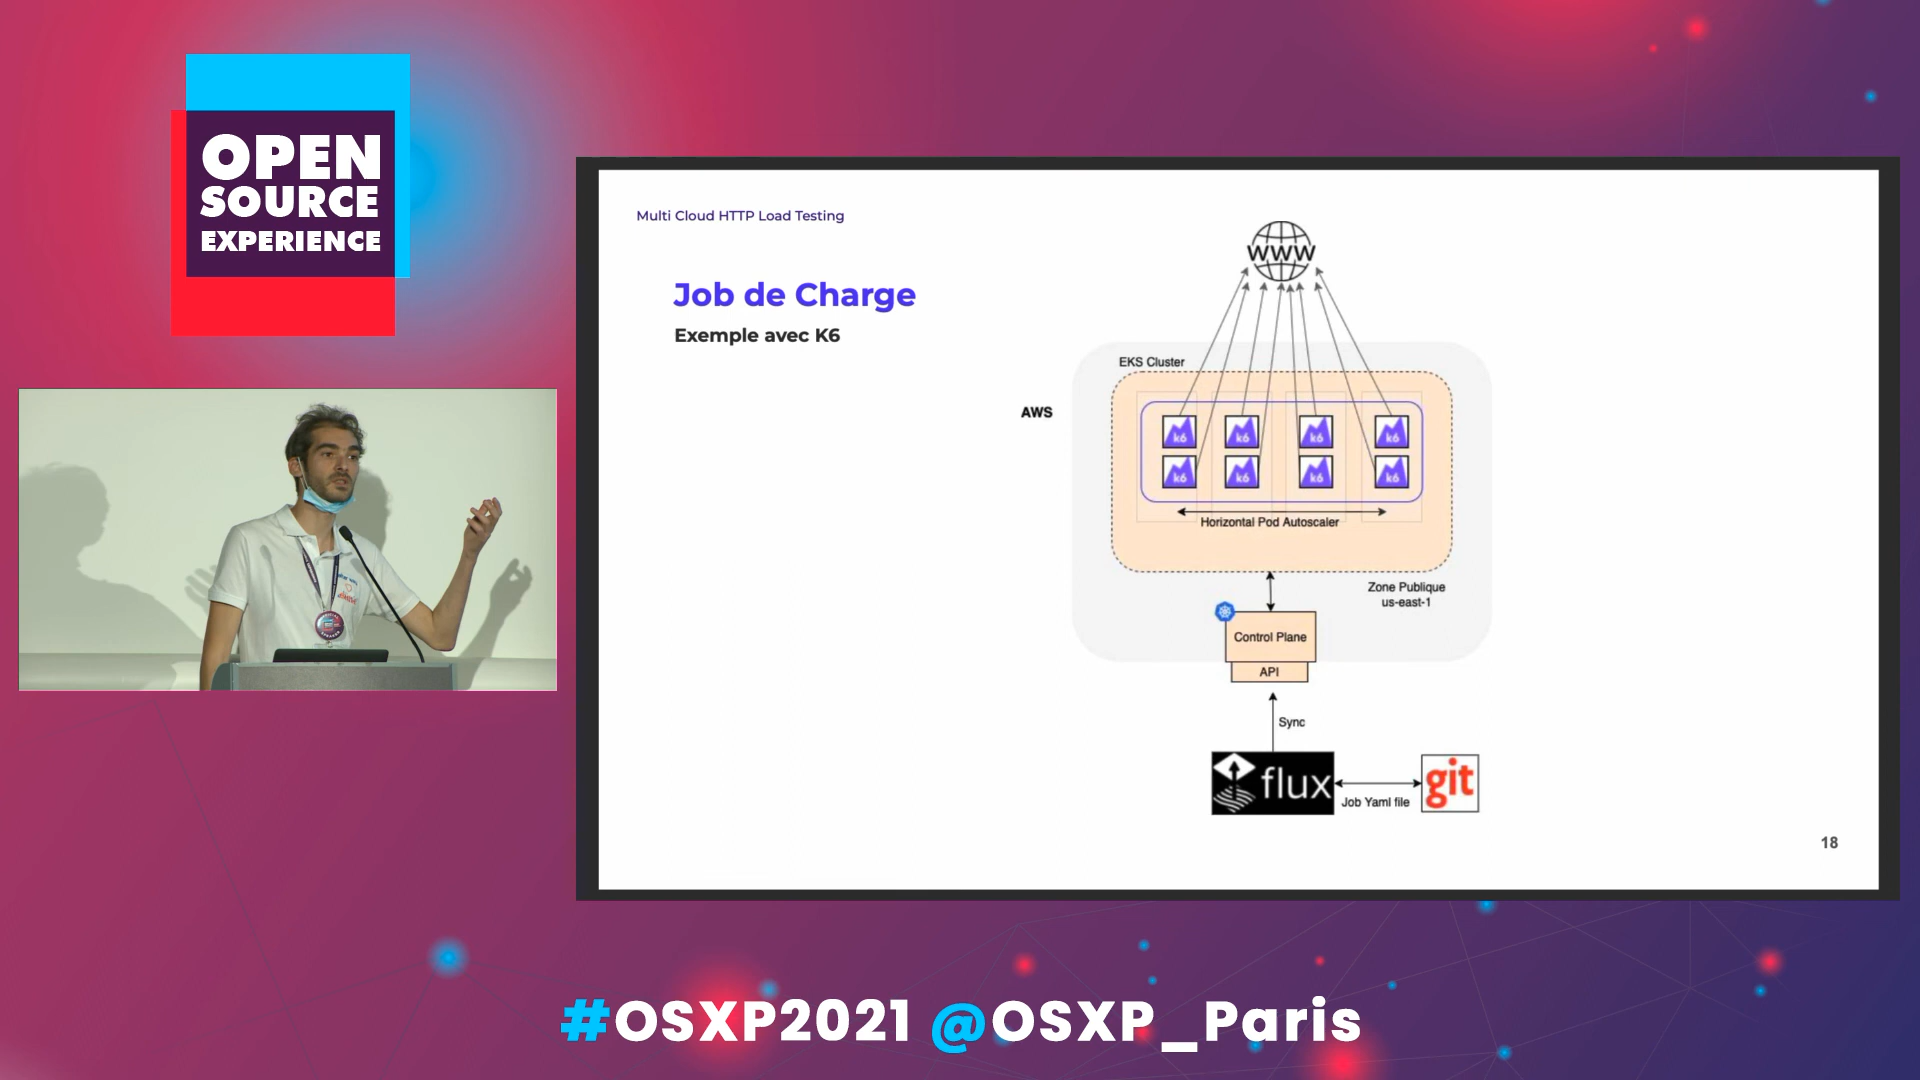 OPEN
SOURCE
EXPERIENCE
Multi Cloud HTTP Load Testing
Job de Charge
Exemple avec K6
WWW
EKS Cluster
AWS
k6 k6 k6 k6
k6 k6 k6 k6
Horizontal Pod Autoscaler
Zone Publique
us-east-1
Control Plane
API
Sync
flux
Job Yaml file
git
18
#OSXP2021 @OSXP_Paris